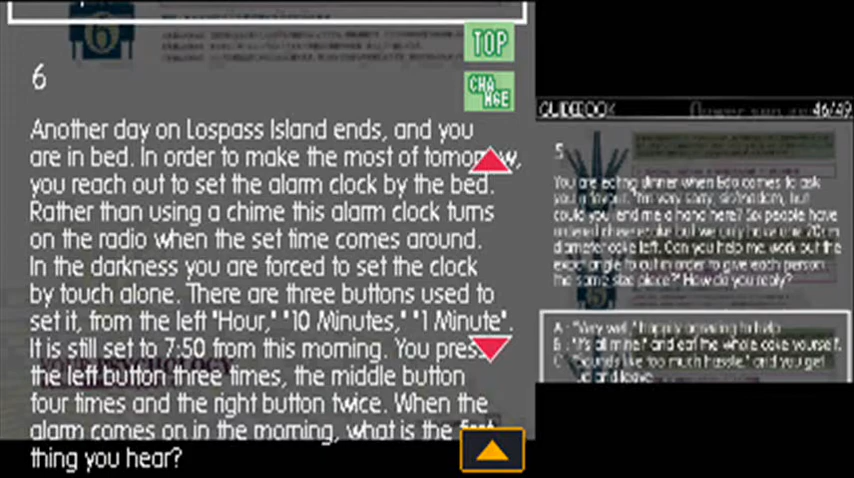 6
TOP
CHA
NGE
Another day on Lospass Island ends, and you
are in bed. In order to make the most of tomorrow,
you reach out to set the alarm clock by the bed.
Rather than using a chime this alarm clock turns
on the radio when the set time comes around.
In the darkness you are forced to set the clock
by touch alone. There are three buttons used to
set it, from the left "Hour," "10 Minutes," "1 Minute".
It is still set to 7:50 from this morning. You press
the left button three times, the middle button
four times and the right button twice. When the
alarm comes on in the morning, what is the first
thing you hear?
GUIDEBOOK
46/49
5
You are eating dinner when Edo comes to ask
you a favour. "I'm very sorry, sir/madam, but
could you lend me a hand here? Six people have
ordered cheesecake but we only have one 20cm
diameter cake left. Can you help me work out the
exact angle to cut in order to give each person
the same size piece?" How do you reply?
A : "Very well," happily agreeing to help.
B : "It's all mine!" and eat the whole cake yourself.
C : "Sounds like too much hassle," and you get
up and leave.